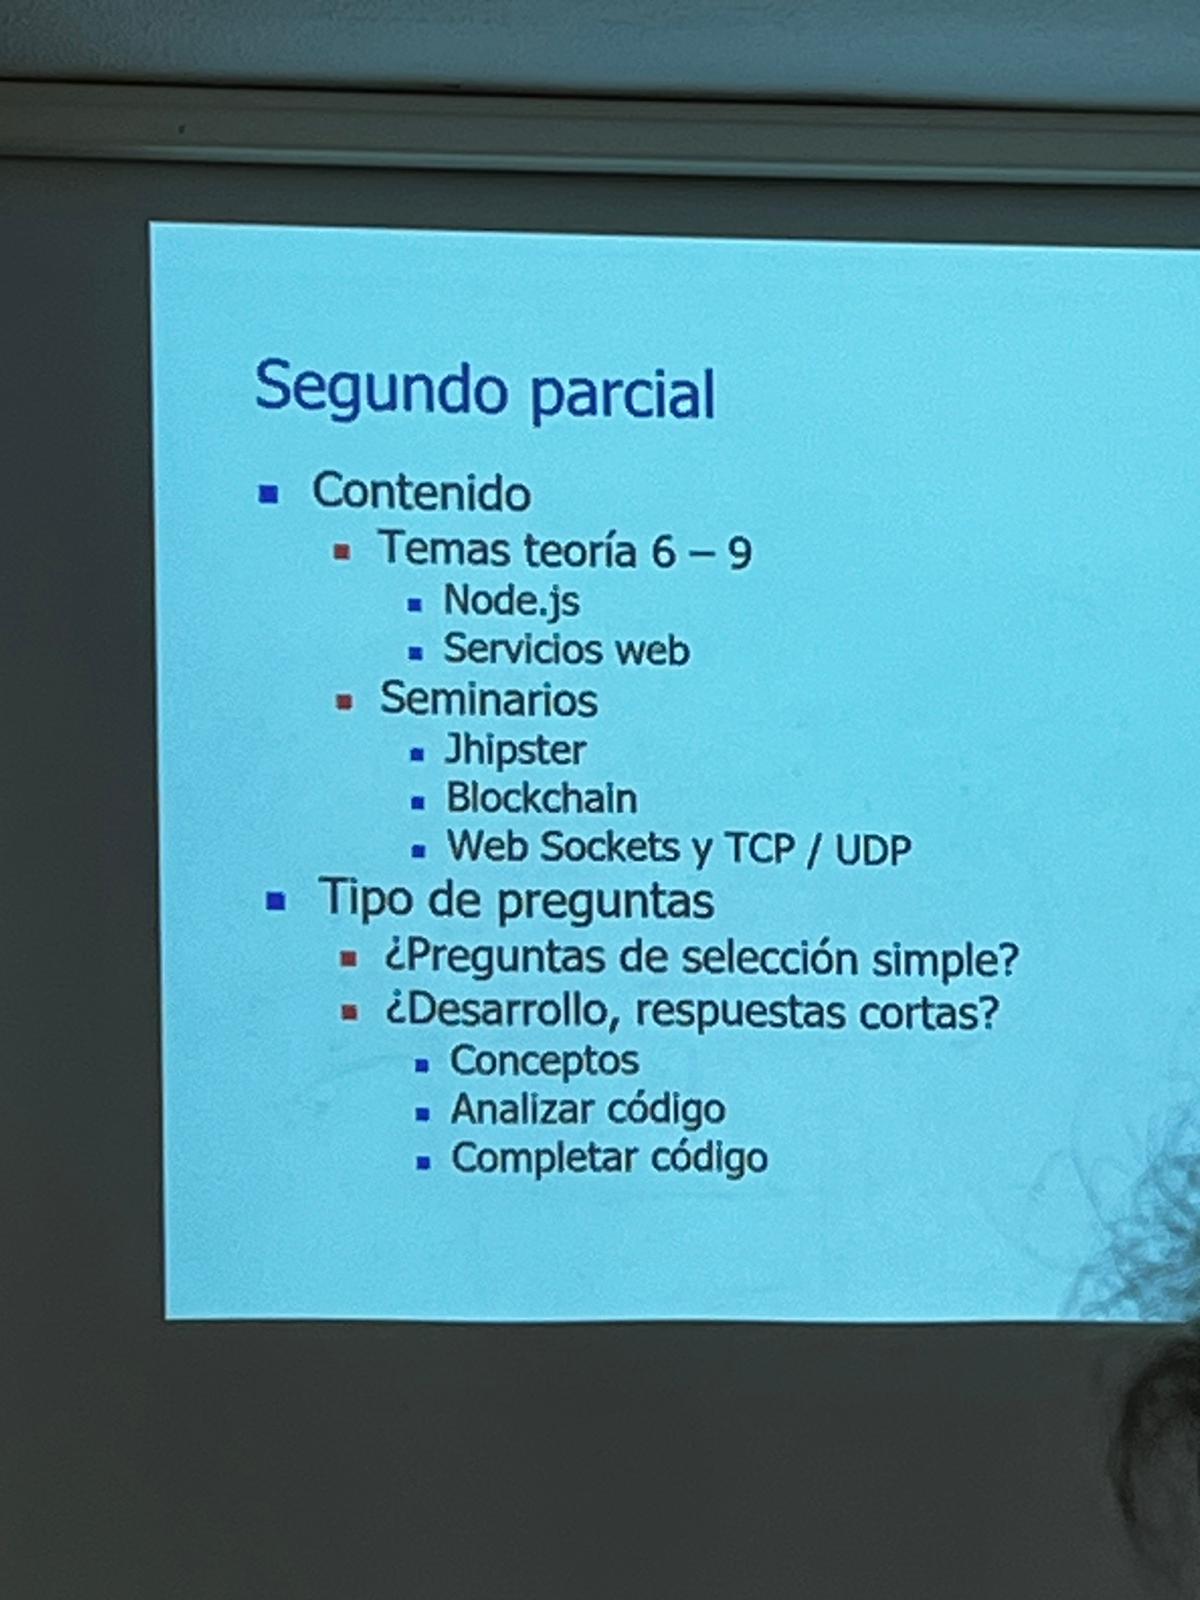 Segundo parcial
Contenido
Temas teoría 6 – 9
Node.js
Servicios web
Seminarios
Jhipster
Blockchain
Web Sockets y TCP / UDP
Tipo de preguntas
¿Preguntas de selección simple?
¿Desarrollo, respuestas cortas?
Conceptos
Analizar código
Completar código